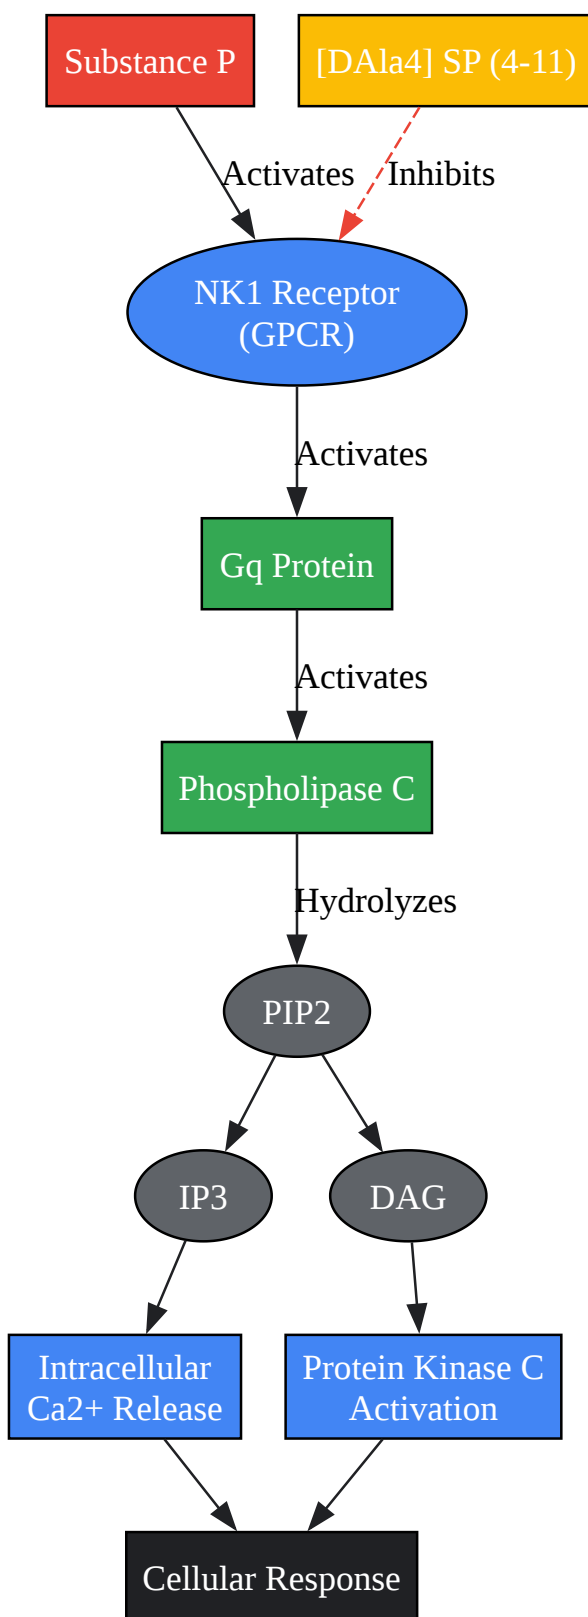 Substance P
[DAla4] SP (4-11)
Activates
Inhibits
NK1 Receptor
(GPCR)
Activates
Gq Protein
Activates
Phospholipase C
Hydrolyzes
PIP2
IP3
DAG
Intracellular
Ca2+ Release
Protein Kinase C
Activation
Cellular Response